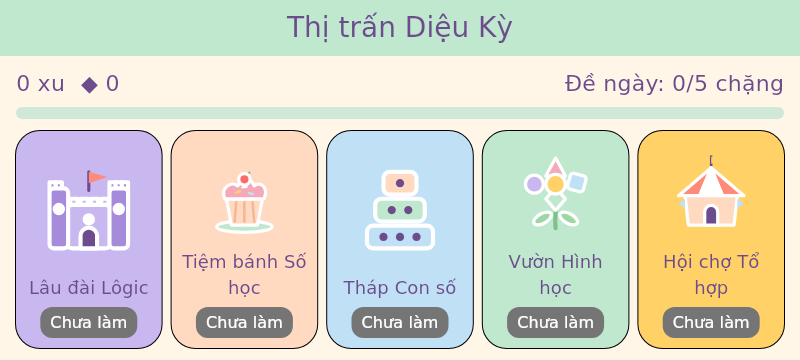 Thị trấn Diệu Kỳ
0 xu ◆ 0
Đề ngày: 0/5 chặng
Lâu đài Lôgic
Chưa làm
Tiệm bánh Số
học
Chưa làm
Tháp Con số
Chưa làm
Vườn Hình
học
Chưa làm
Hội chợ Tổ
hợp
Chưa làm